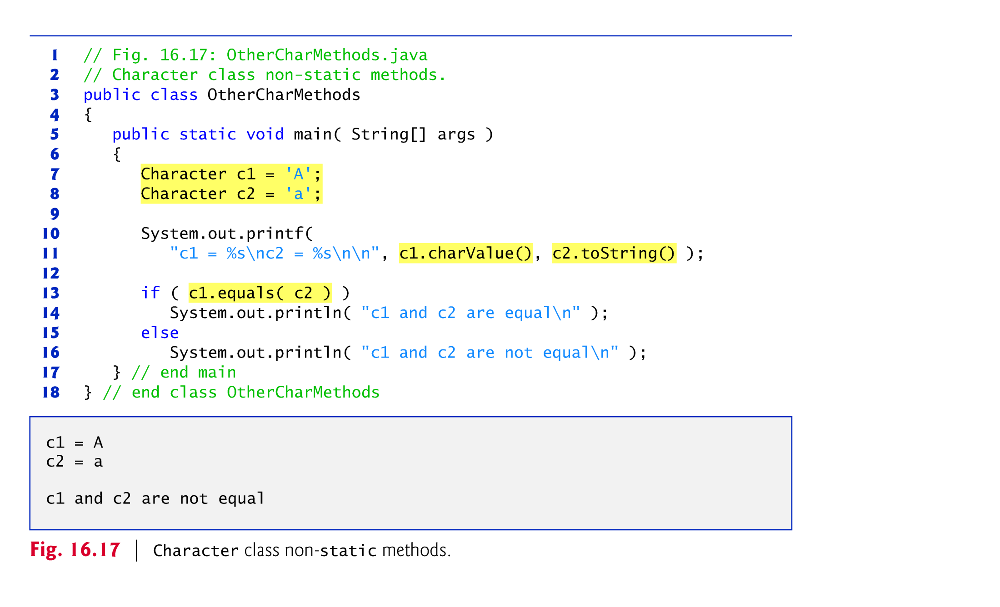 1 // Fig. 16.17: OtherCharMethods.java
2 // Character class non-static methods.
3 public class OtherCharMethods
4 {
5    public static void main( String[] args )
6    {
7       Character c1 = 'A';
8       Character c2 = 'a';
9
10       System.out.printf(
11          "c1 = %s\nc2 = %s\n\n", c1.charValue(), c2.toString() );
12
13       if ( c1.equals( c2 ) )
14          System.out.println( "c1 and c2 are equal\n" );
15       else
16          System.out.println( "c1 and c2 are not equal\n" );
17    } // end main
18 } // end class OtherCharMethods
c1 = A
c2 = a
c1 and c2 are not equal
Fig. 16.17 | Character class non-static methods.